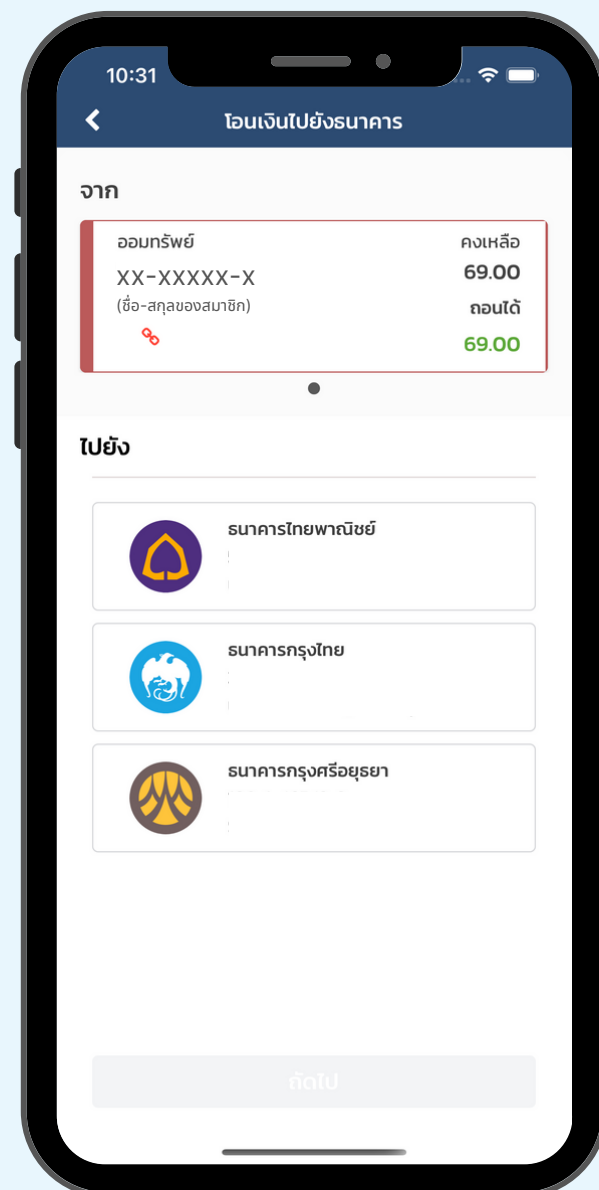 10:31
โอนเงินไปยังธนาคาร
จาก
ออมทรัพย์ คงเหลือ
XX-XXXXX-X 69.00
(ชื่อ-สกุลของสมาชิก) ถอนได้
69.00
ไปยัง
ธนาคารไทยพาณิชย์
ธนาคารกรุงไทย
ธนาคารกรุงศรีอยุธยา
ถัดไป